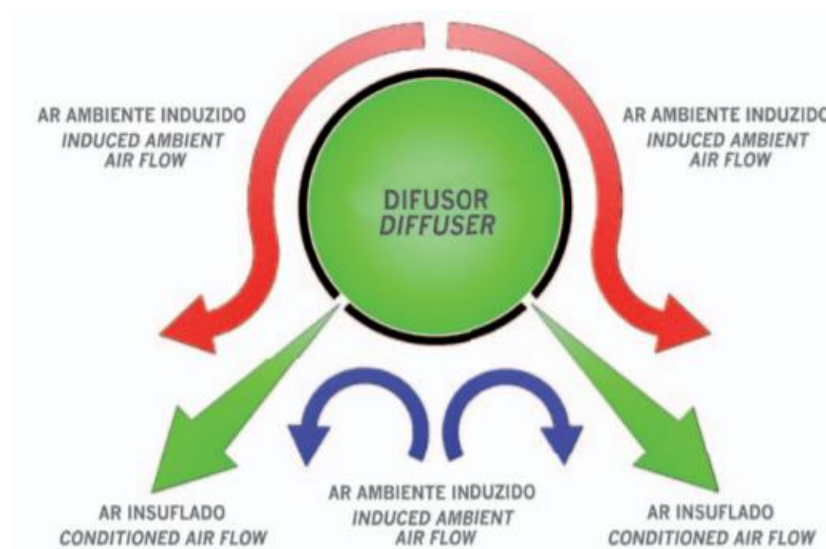 AR AMBIENTE INDUZIDO
INDUCED AMBIENT
AIR FLOW
AR AMBIENTE INDUZIDO
INDUCED AMBIENT
AIR FLOW
DIFUSOR
DIFFUSER
AR INSUFLADO
CONDITIONED AIR FLOW
AR AMBIENTE INDUZIDO
INDUCED AMBIENT
AIR FLOW
AR INSUFLADO
CONDITIONED AIR FLOW